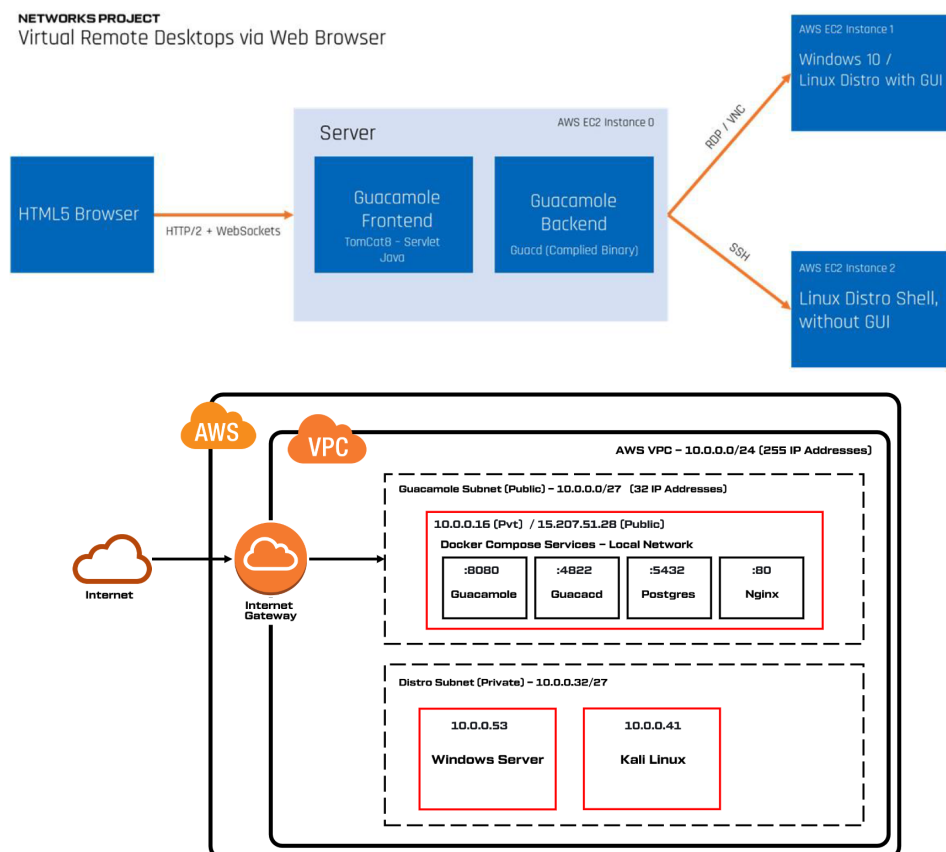 NETWORKS PROJECT
Virtual Remote Desktops via Web Browser
HTML5 Browser
HTTP/2 + WebSockets
Server
AWS EC2 Instance 0
Guacamole
Frontend
TomCat8 - Servlet
Java
Guacamole
Backend
Guacd (Complied Binary)
RDP / VNC
SSH
AWS EC2 Instance 1
Windows 10 /
Linux Distro with GUI
AWS EC2 Instance 2
Linux Distro Shell,
without GUI
AWS
VPC
AWS VPC - 10.0.0.0/24 (255 IP Addresses)
Guacamole Subnet (Public) - 10.0.0.0/27 (32 IP Addresses)
10.0.0.16 (Pvt) / 15.207.51.28 (Public)
Docker Compose Services - Local Network
:8080
Guacamole
:4822
Guacacd
:5432
Postgres
:80
Nginx
Internet
Internet
Gateway
Distro Subnet (Private) - 10.0.0.32/27
10.0.0.53
Windows Server
10.0.0.41
Kali Linux